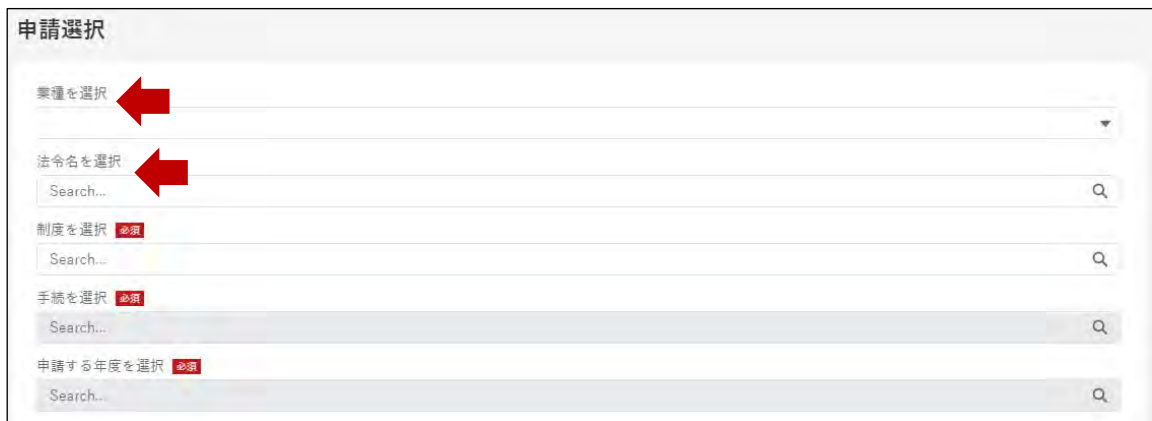 申請選択
業種を選択
法令名を選択
Search...
制度を選択 必須
Search...
手続を選択 必須
Search...
申請する年度を選択 必須
Search...